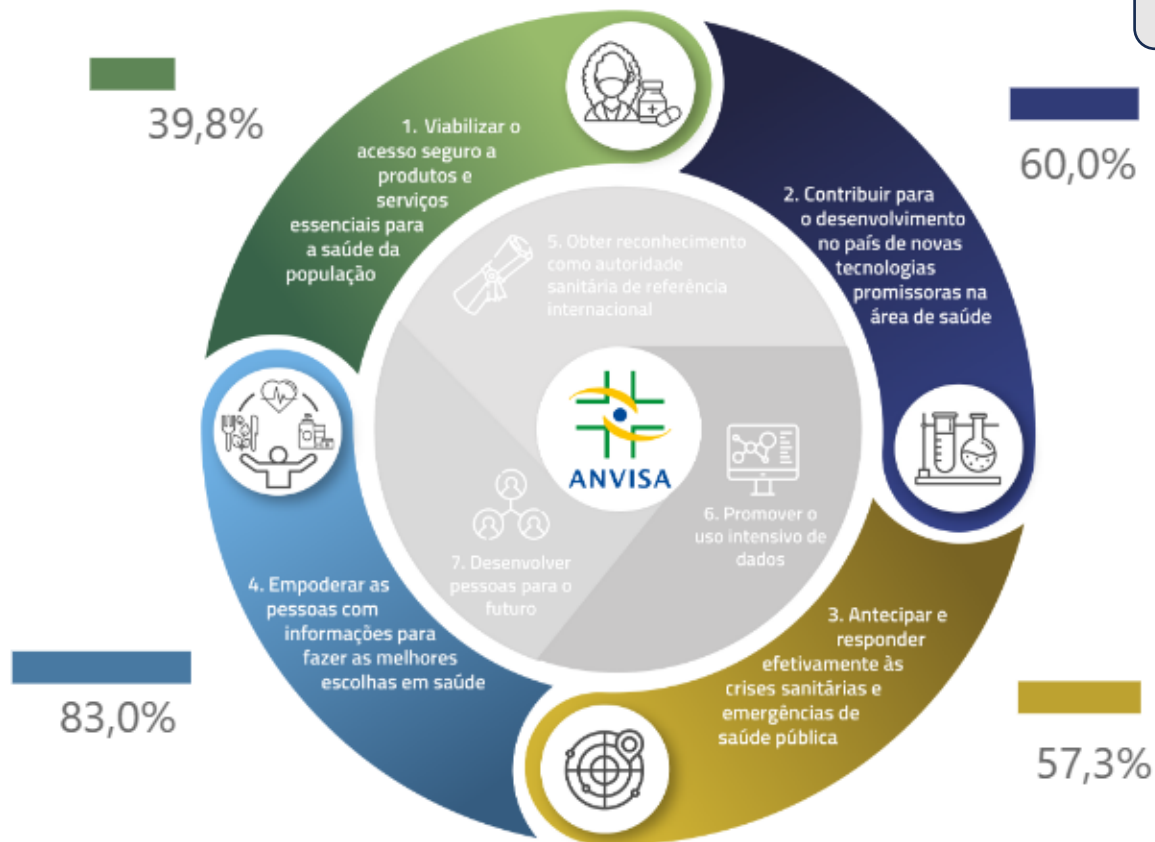 39,8%
1. Viabilizar o
acesso seguro a
produtos e
serviços
essenciais para
a saúde da
população
60,0%
2. Contribuir para
o desenvolvimento
no país de novas
tecnologias
promissoras na
área de saúde
5. Obter reconhecimento
como autoridade
sanitária de referência
internacional
ANVISA
6. Promover o
uso intensivo de
dados
7. Desenvolver
pessoas para o
futuro
4. Empoderar as
pessoas com
informações para
fazer as melhores
escolhas em saúde
83,0%
3. Antecipar e
responder
efetivamente às
crises sanitárias e
emergências de
saúde pública
57,3%